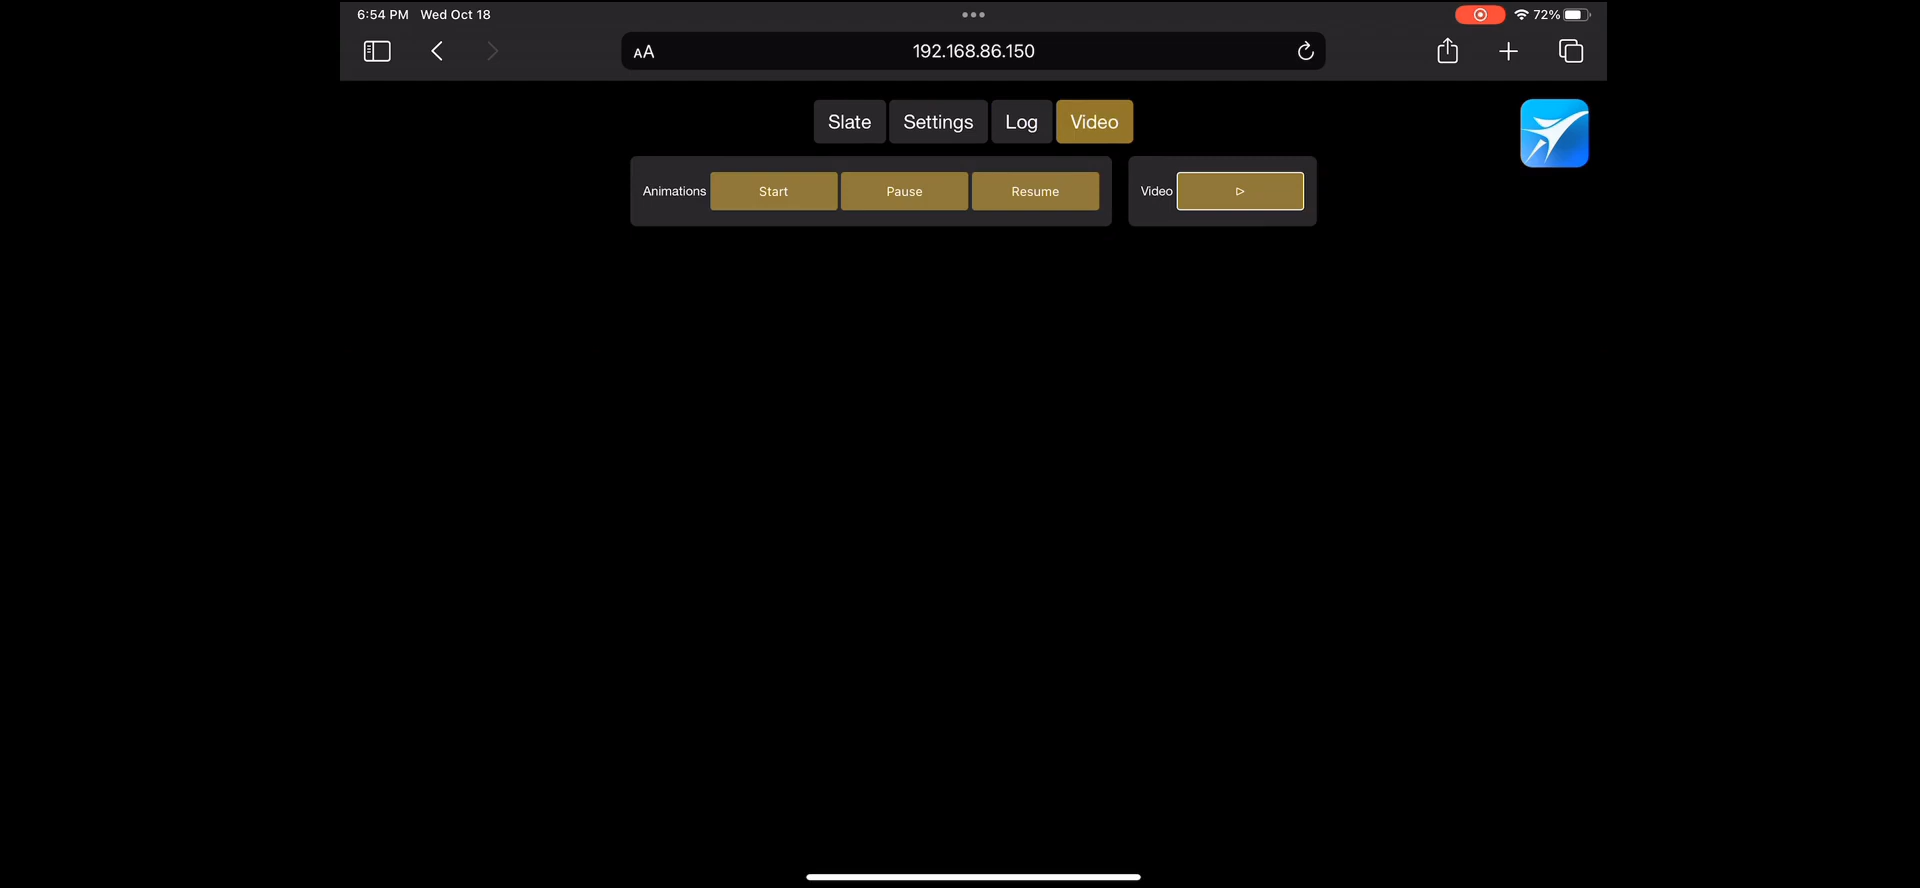 6:54 PM Wed Oct 18
72%
AA
192.168.86.150
Slate Settings Log Video
Animations Start Pause Resume Video